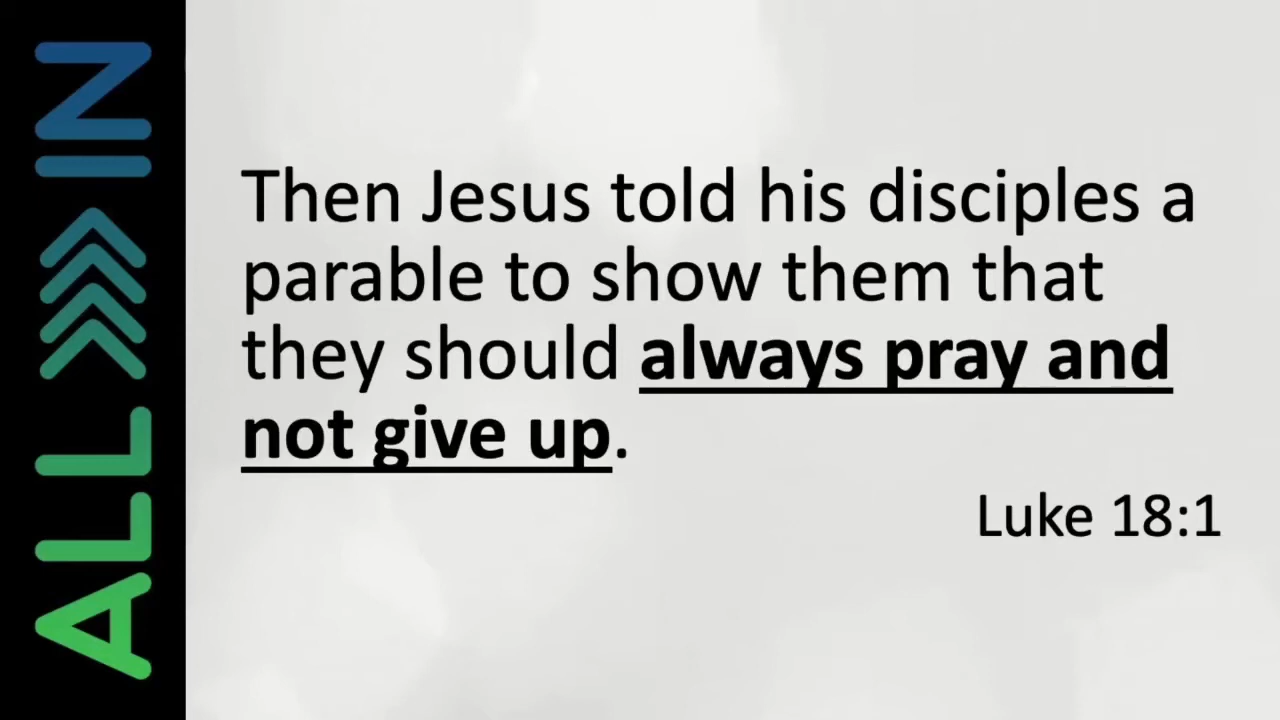 ALL IN
Then Jesus told his disciples a
parable to show them that
they should always pray and
not give up.
Luke 18:1